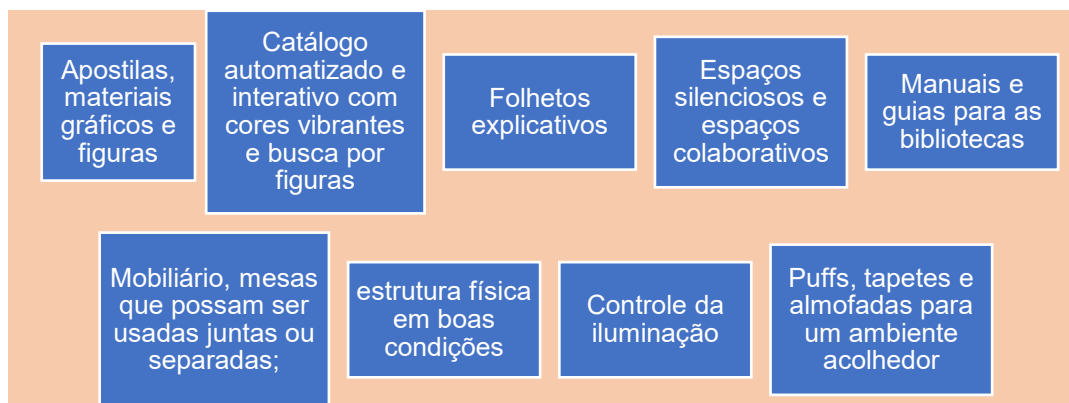 Apostilas,
materiais
gráficos e
figuras
Catálogo
automatizado e
interativo com
cores vibrantes
e busca por
figuras
Folhetos
explicativos
Espaços
silenciosos e
espaços
colaborativos
Manuais e
guias para as
bibliotecas
Mobiliário, mesas
que possam ser
usadas juntas ou
separadas;
estrutura física
em boas
condições
Controle da
iluminação
Puffs, tapetes e
almofadas para
um ambiente
acolhedor